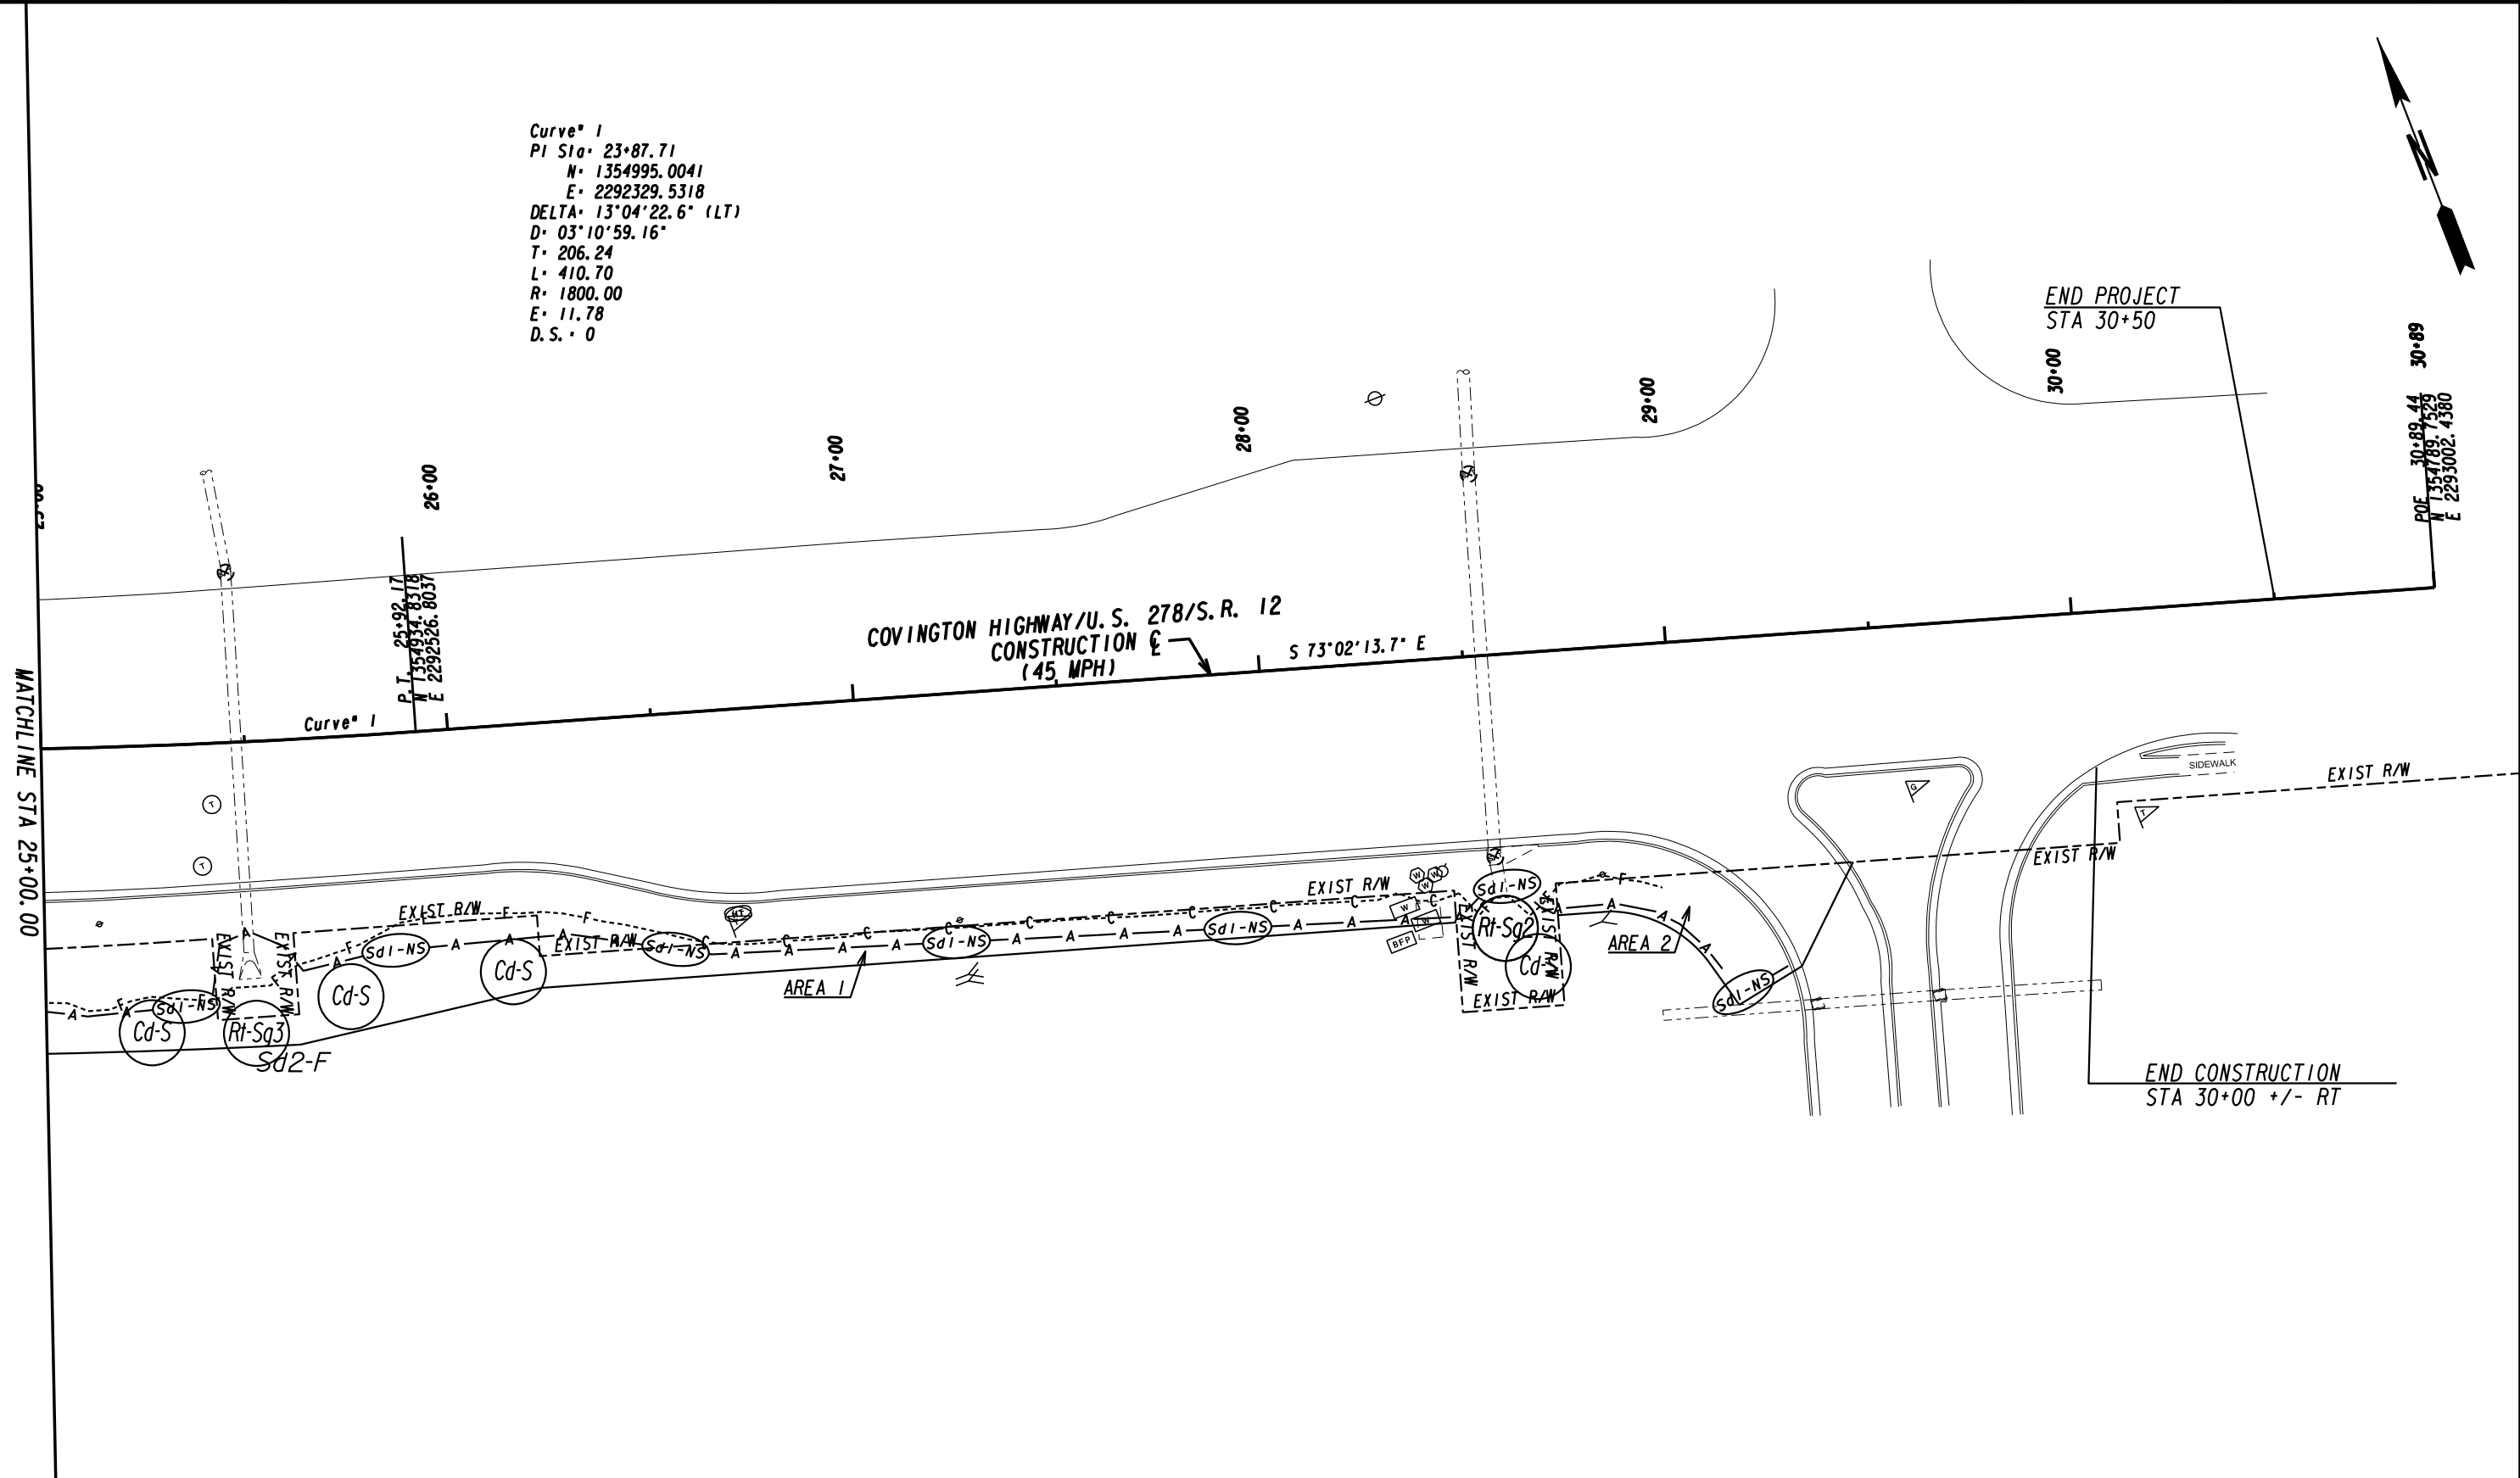 Curve# 1
PI Sta= 23+87.71
N= 1354995.0041
E= 2292329.5318
DELTA= 13°04'22.6" (LT)
D= 03°10'59.16"
T= 206.24
L= 410.70
R= 1800.00
E= 11.78
D.S.= 0
N
END PROJECT
STA 30+50
26+00
27+00
28+00
29+00
30+00
30+89
POE 30+89.44
N 1354789.7529
E 2293002.4380
P.T. 25+92.17
N 1354934.8318
E 2292526.8037
COVINGTON HIGHWAY/U.S. 278/S.R. 12
CONSTRUCTION ℄
(45 MPH)
S 73°02'13.7" E
Curve# 1
MATCHLINE STA 25+00.00
T
T
G
T
SIDEWALK
EXIST R/W
EXIST R/W
EXIST R/W
EXIST R/W
EXIST R/W
EXIST R/W
EXIST R/W
EXIST R/W
EXIST R/W
EXIST R/W
W
W
W
W
W
BFP
A A A A A A A A A A A A A A A A A A A A A A
F F F F F F F
C C C C C C C C C C
Sd1-NS
Sd1-NS
Sd1-NS
Sd1-NS
Sd1-NS
Sd1-NS
Sd1-NS
Cd-S
Rt-Sg3
Sd2-F
Cd-S
Cd-S
Rt-Sg2
Cd-S
AREA 1
AREA 2
END CONSTRUCTION
STA 30+00 +/- RT